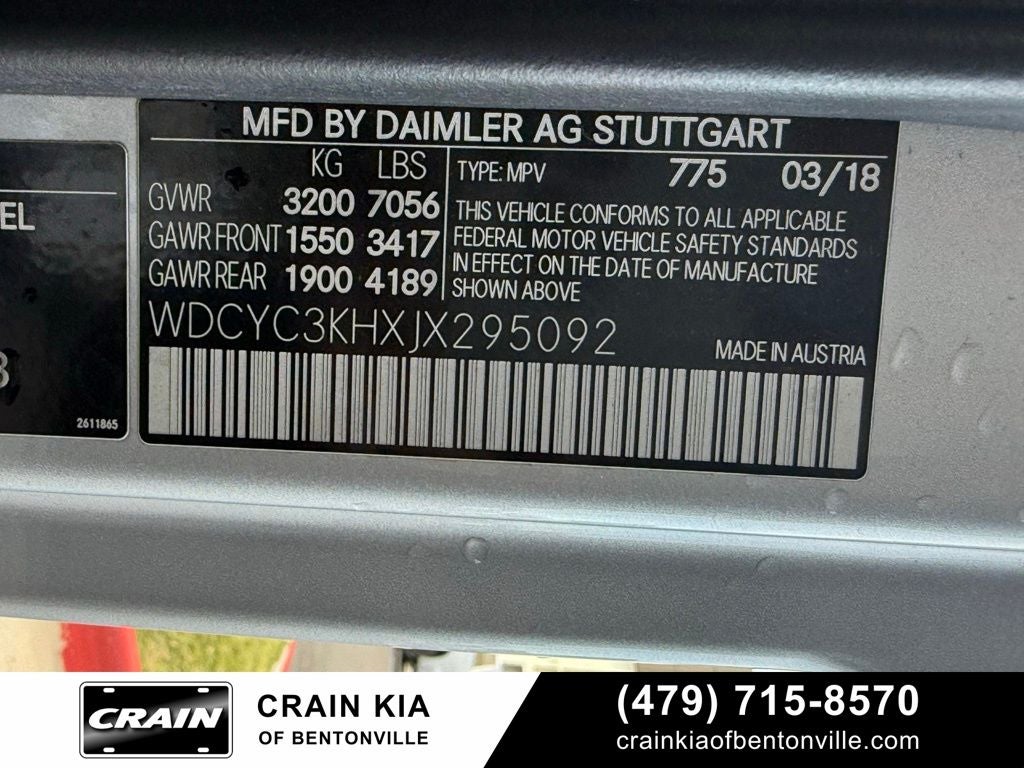 MFD BY DAIMLER AG STUTTGART
KG LBS
GVWR 3200 7056
GAWR FRONT 1550 3417
GAWR REAR 1900 4189
TYPE: MPV 775 03/18
THIS VEHICLE CONFORMS TO ALL APPLICABLE
FEDERAL MOTOR VEHICLE SAFETY STANDARDS
IN EFFECT ON THE DATE OF MANUFACTURE
SHOWN ABOVE
WDCYC3KHXJX295092
MADE IN AUSTRIA
2611865
CRAIN
CRAIN KIA
OF BENTONVILLE
(479) 715-8570
crainkiaofbentonville.com